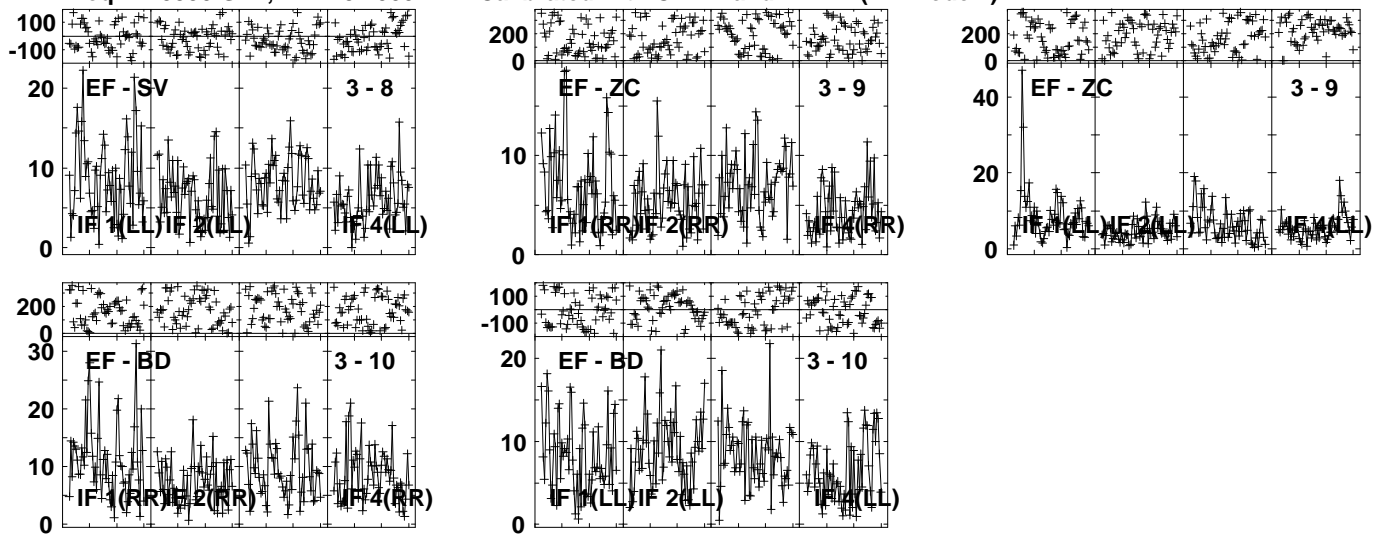 100
-100
EF - SV
3 - 8
20
10
0
IF 1(LL)
IF 2(LL)
IF 4(LL)
200
0
EF - ZC
3 - 9
10
0
IF 1(RR)
IF 2(RR)
IF 4(RR)
200
0
EF - ZC
3 - 9
40
20
0
IF 1(LL)
IF 2(LL)
IF 4(LL)
200
0
EF - BD
3 - 10
30
20
10
0
IF 1(RR)
IF 2(RR)
IF 4(RR)
100
-100
EF - BD
3 - 10
20
10
0
IF 1(LL)
IF 2(LL)
IF 4(LL)